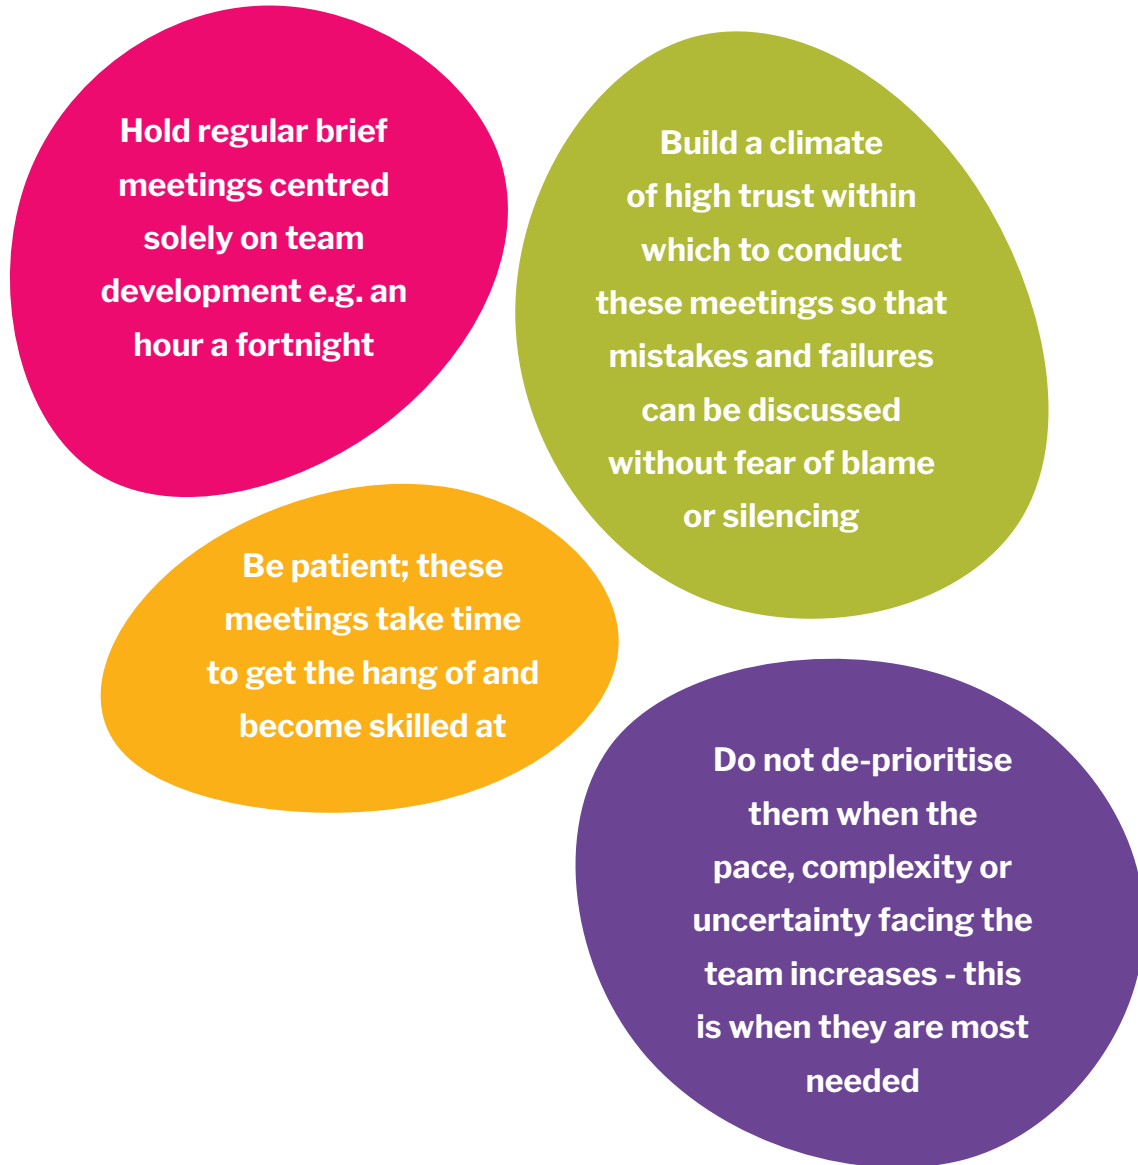 Hold regular brief
meetings centred
solely on team
development e.g. an
hour a fortnight
Build a climate
of high trust within
which to conduct
these meetings so that
mistakes and failures
can be discussed
without fear of blame
or silencing
Be patient; these
meetings take time
to get the hang of and
become skilled at
Do not de-prioritise
them when the
pace, complexity or
uncertainty facing the
team increases - this
is when they are most
needed